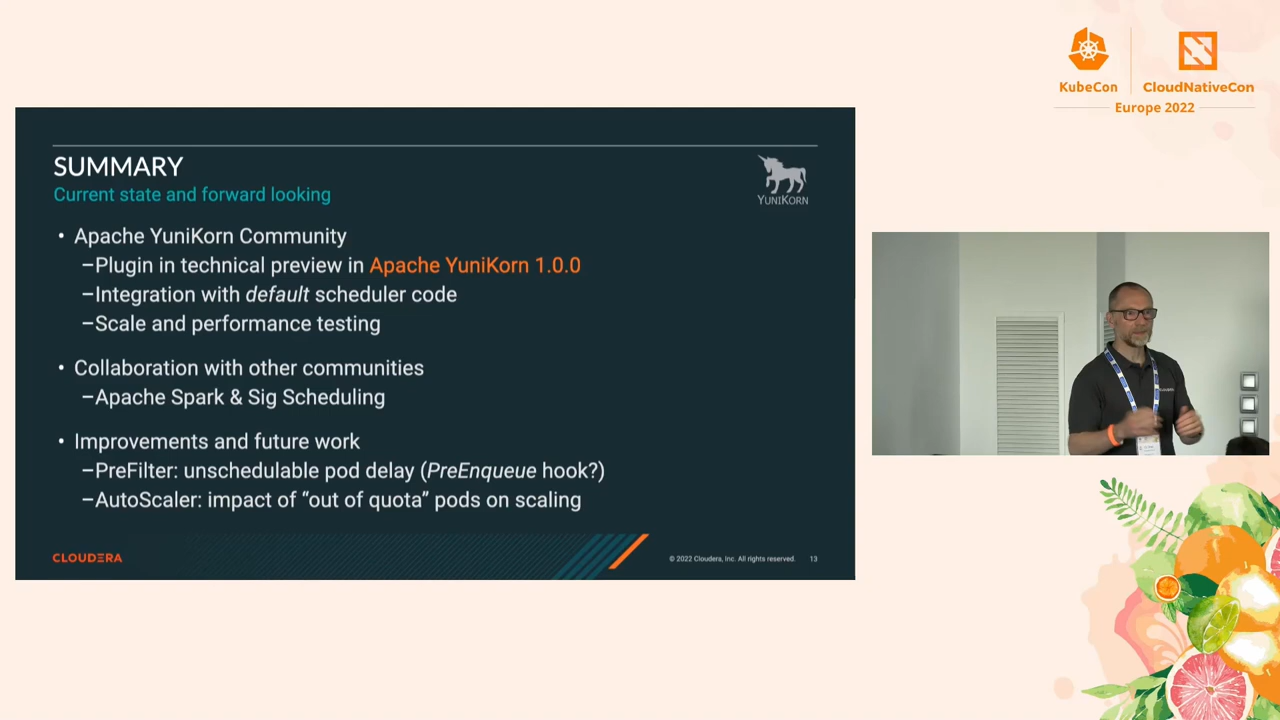 KubeCon
CloudNativeCon
Europe 2022
SUMMARY
Current state and forward looking
YUNIKORN
• Apache YuniKorn Community
–Plugin in technical preview in Apache YuniKorn 1.0.0
–Integration with default scheduler code
–Scale and performance testing
• Collaboration with other communities
–Apache Spark & Sig Scheduling
• Improvements and future work
–PreFilter: unschedulable pod delay (PreEnqueue hook?)
–AutoScaler: impact of “out of quota” pods on scaling
CLOUDERA
© 2022 Cloudera, Inc. All rights reserved.
13